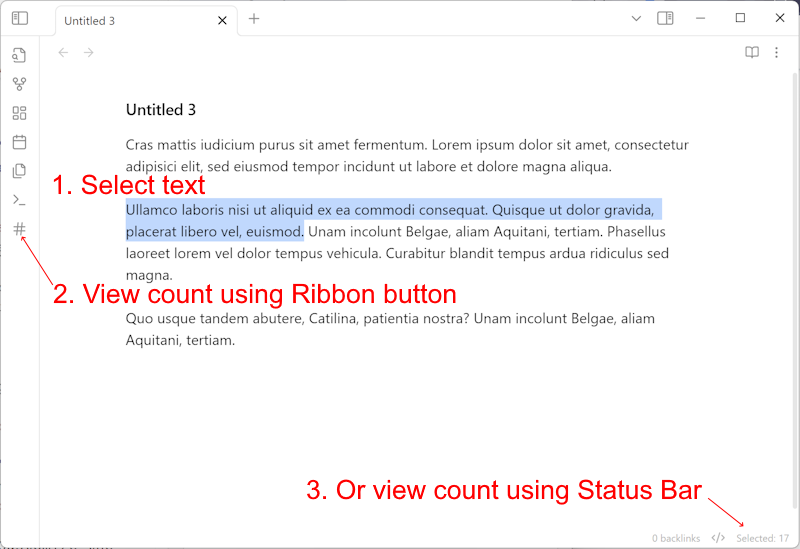 Untitled 3
Untitled 3
Cras mattis iudicium purus sit amet fermentum. Lorem ipsum dolor sit amet, consectetur
adipisici elit, sed eiusmod tempor incidunt ut labore et dolore magna aliqua.
1. Select text
Ullamco laboris nisi ut aliquid ex ea commodi consequat. Quisque ut dolor gravida,
placerat libero vel, euismod. Unam incolunt Belgae, aliam Aquitani, tertiam. Phasellus
laoreet lorem vel dolor tempus vehicula. Curabitur blandit tempus ardua ridiculus sed
magna.
2. View count using Ribbon button
Quo usque tandem abutere, Catilina, patientia nostra? Unam incolunt Belgae, aliam
Aquitani, tertiam.
3. Or view count using Status Bar
0 backlinks </> Selected: 17